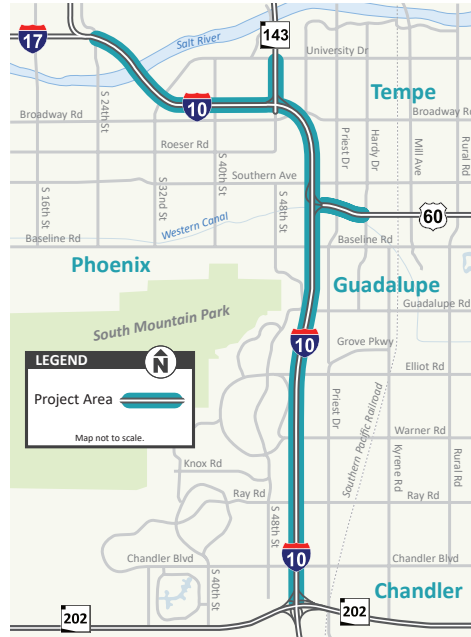 Salt River
143
17
University Dr
Tempe
S 24th St
10
Broadway Rd
Broadway Rd
Roeser Rd
S 40th St
Priest Dr
Hardy Dr
Mill Ave
Rural Rd
Southern Ave
S 16th St
S 32nd St
S 48th St
Western Canal
60
Baseline Rd
Baseline Rd
Phoenix
Guadalupe
Guadalupe Rd
South Mountain Park
10
Grove Pkwy
LEGEND
N
Elliot Rd
Project Area
Priest Dr
Southern Pacific Railroad
Map not to scale.
Warner Rd
Kyrene Rd
Rural Rd
Knox Rd
Ray Rd
Ray Rd
S 48th St
10
Chandler Blvd
Chandler Blvd
S 40th St
Chandler
202
202